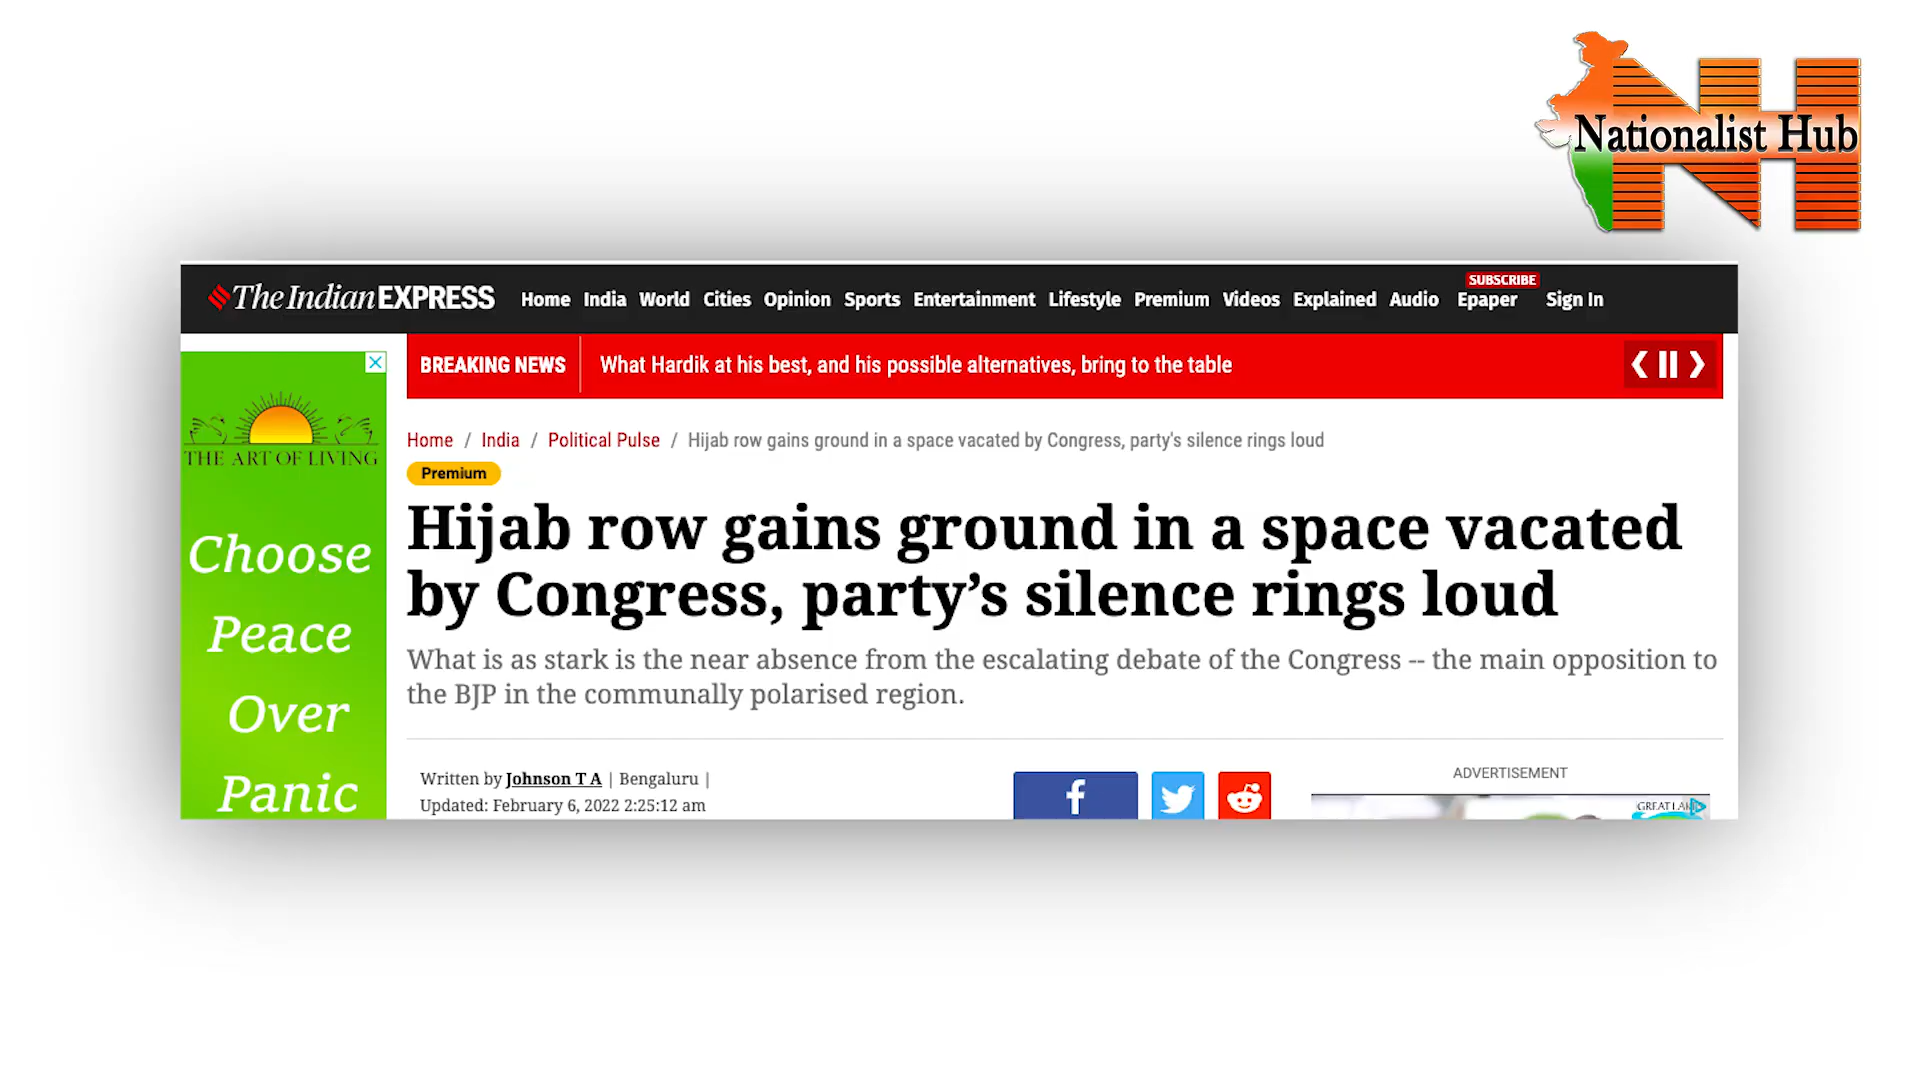 Nationalist Hub
The Indian EXPRESS
Home India World Cities Opinion Sports Entertainment Lifestyle Premium Videos Explained Audio Epaper Sign In
SUBSCRIBE
BREAKING NEWS What Hardik at his best, and his possible alternatives, bring to the table
THE ART OF LIVING
Choose
Peace
Over
Panic
Home / India / Political Pulse / Hijab row gains ground in a space vacated by Congress, party's silence rings loud
Premium
Hijab row gains ground in a space vacated
by Congress, party’s silence rings loud
What is as stark is the near absence from the escalating debate of the Congress -- the main opposition to
the BJP in the communally polarised region.
Written by Johnson T A | Bengaluru |
Updated: February 6, 2022 2:25:12 am
ADVERTISEMENT